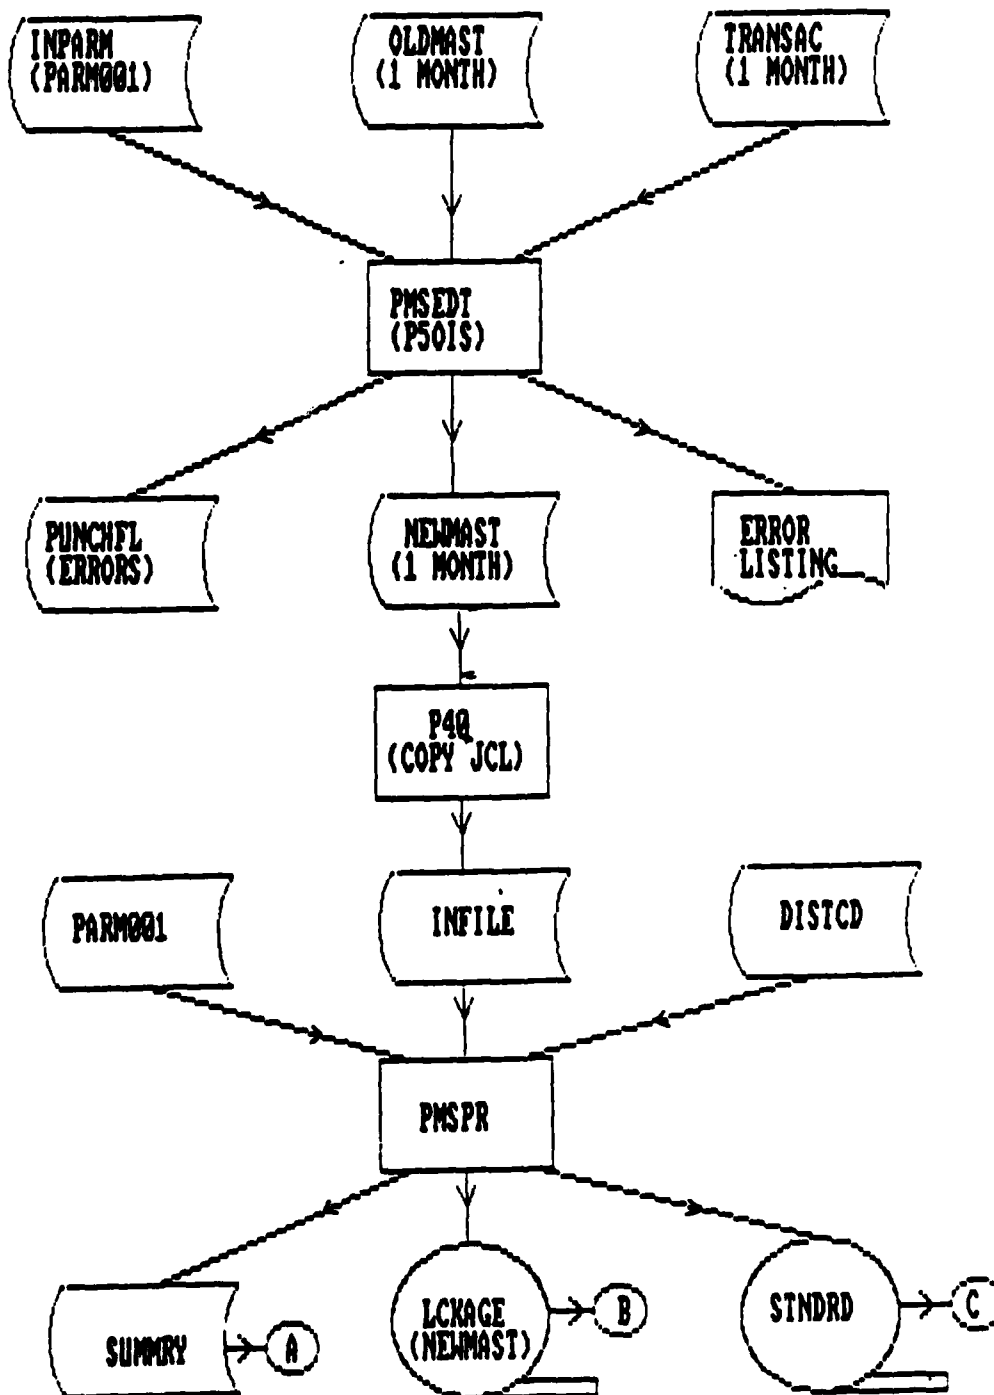 INPARM
(PARM001)
OLDMAST
(1 MONTH)
TRANSAC
(1 MONTH)
PMSEDT
(P50IS)
PUNCHFL
(ERRORS)
NEWMAST
(1 MONTH)
ERROR
LISTING
P40
(COPY JCL)
PARM001
INFILE
DISTCD
PMSPR
SUMMRY
A
LCKAGE
(NEWMAST)
B
STNDRD
C